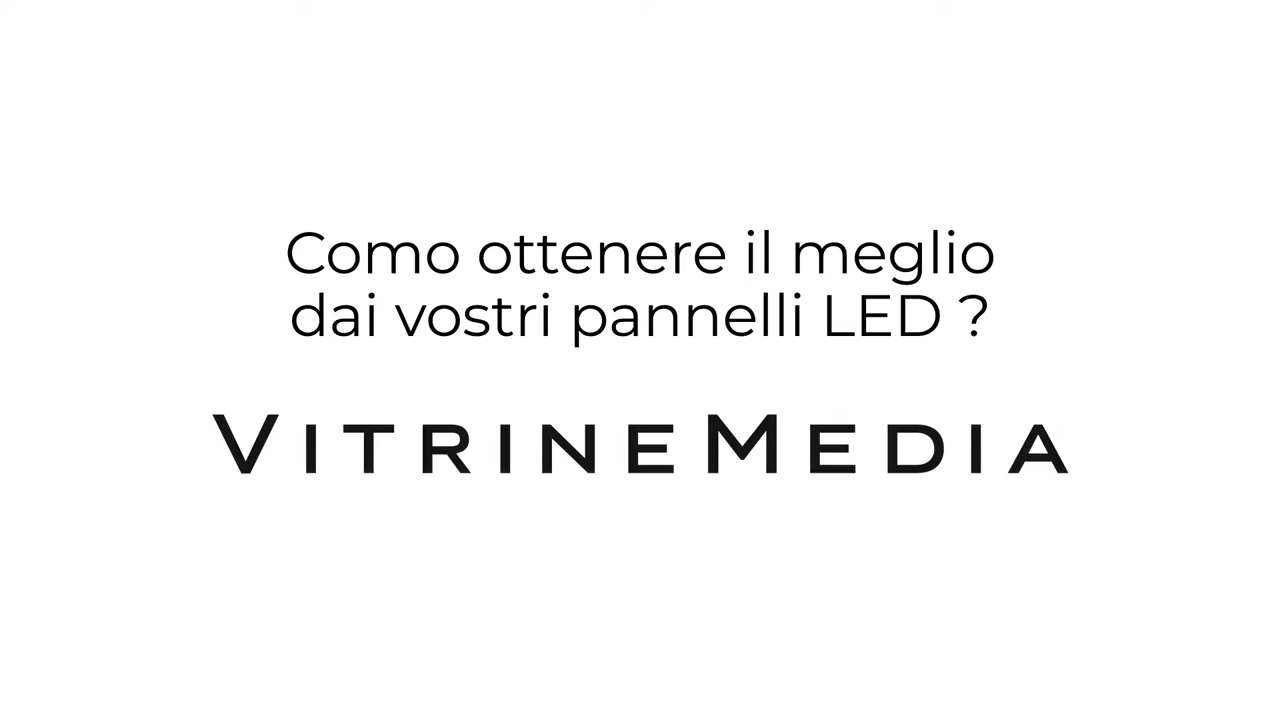 Como ottenere il meglio
dai vostri pannelli LED ?
VITRINEMEDIA